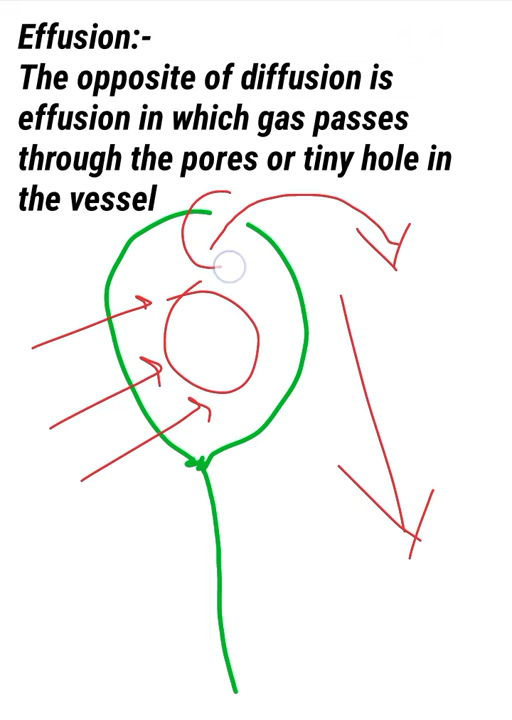 Effusion:-
The opposite of diffusion is
effusion in which gas passes
through the pores or tiny hole in
the vessel